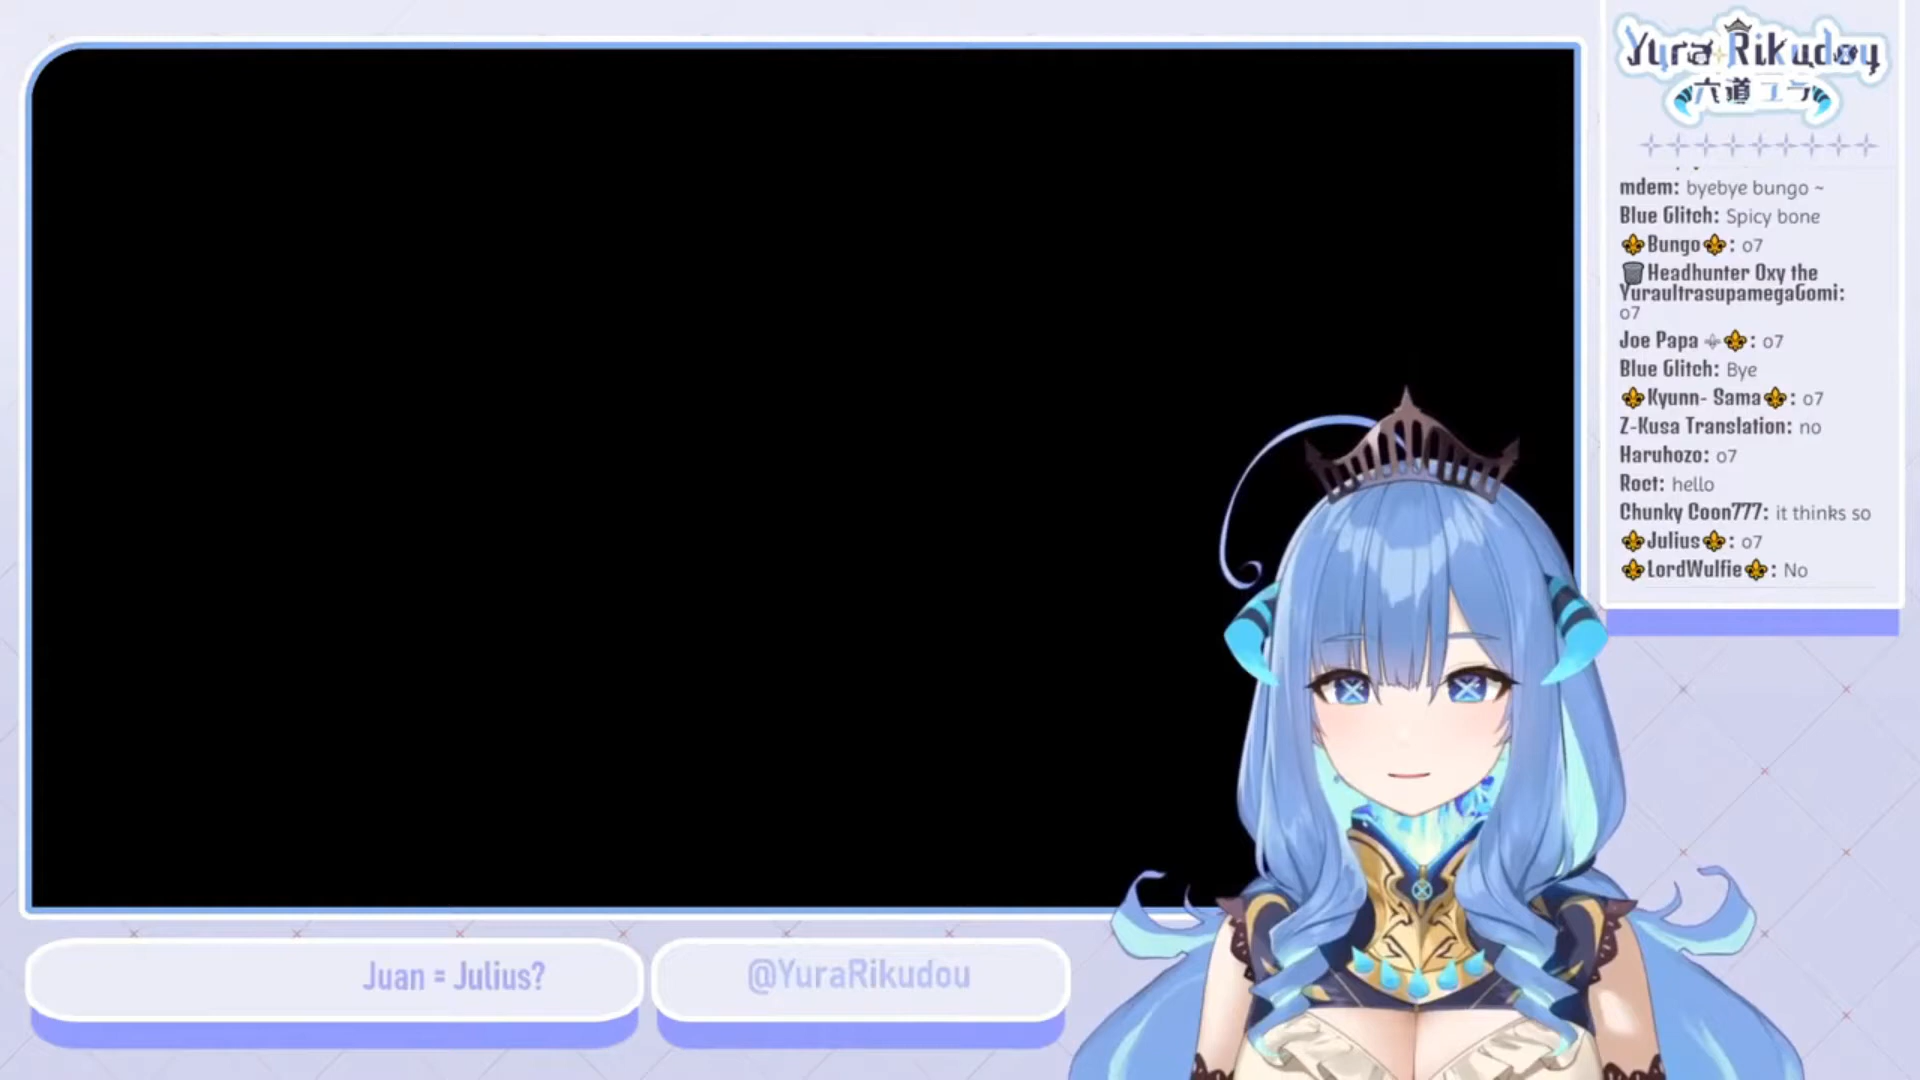 Yura Rikudou
六道ユラ
mdem: byebye bungo ~
Blue Glitch: Spicy bone
⚜Bungo⚜: o7
🗑Headhunter Oxy the
YuraultrasupamegaGomi:
o7
Joe Papa ⚜: o7
Blue Glitch: Bye
⚜Kyunn- Sama⚜: o7
Z-Kusa Translation: no
Haruhozo: o7
Roct: hello
Chunky Coon777: it thinks so
⚜Julius⚜: o7
⚜LordWulfie⚜: No
Juan = Julius?
@YuraRikudou